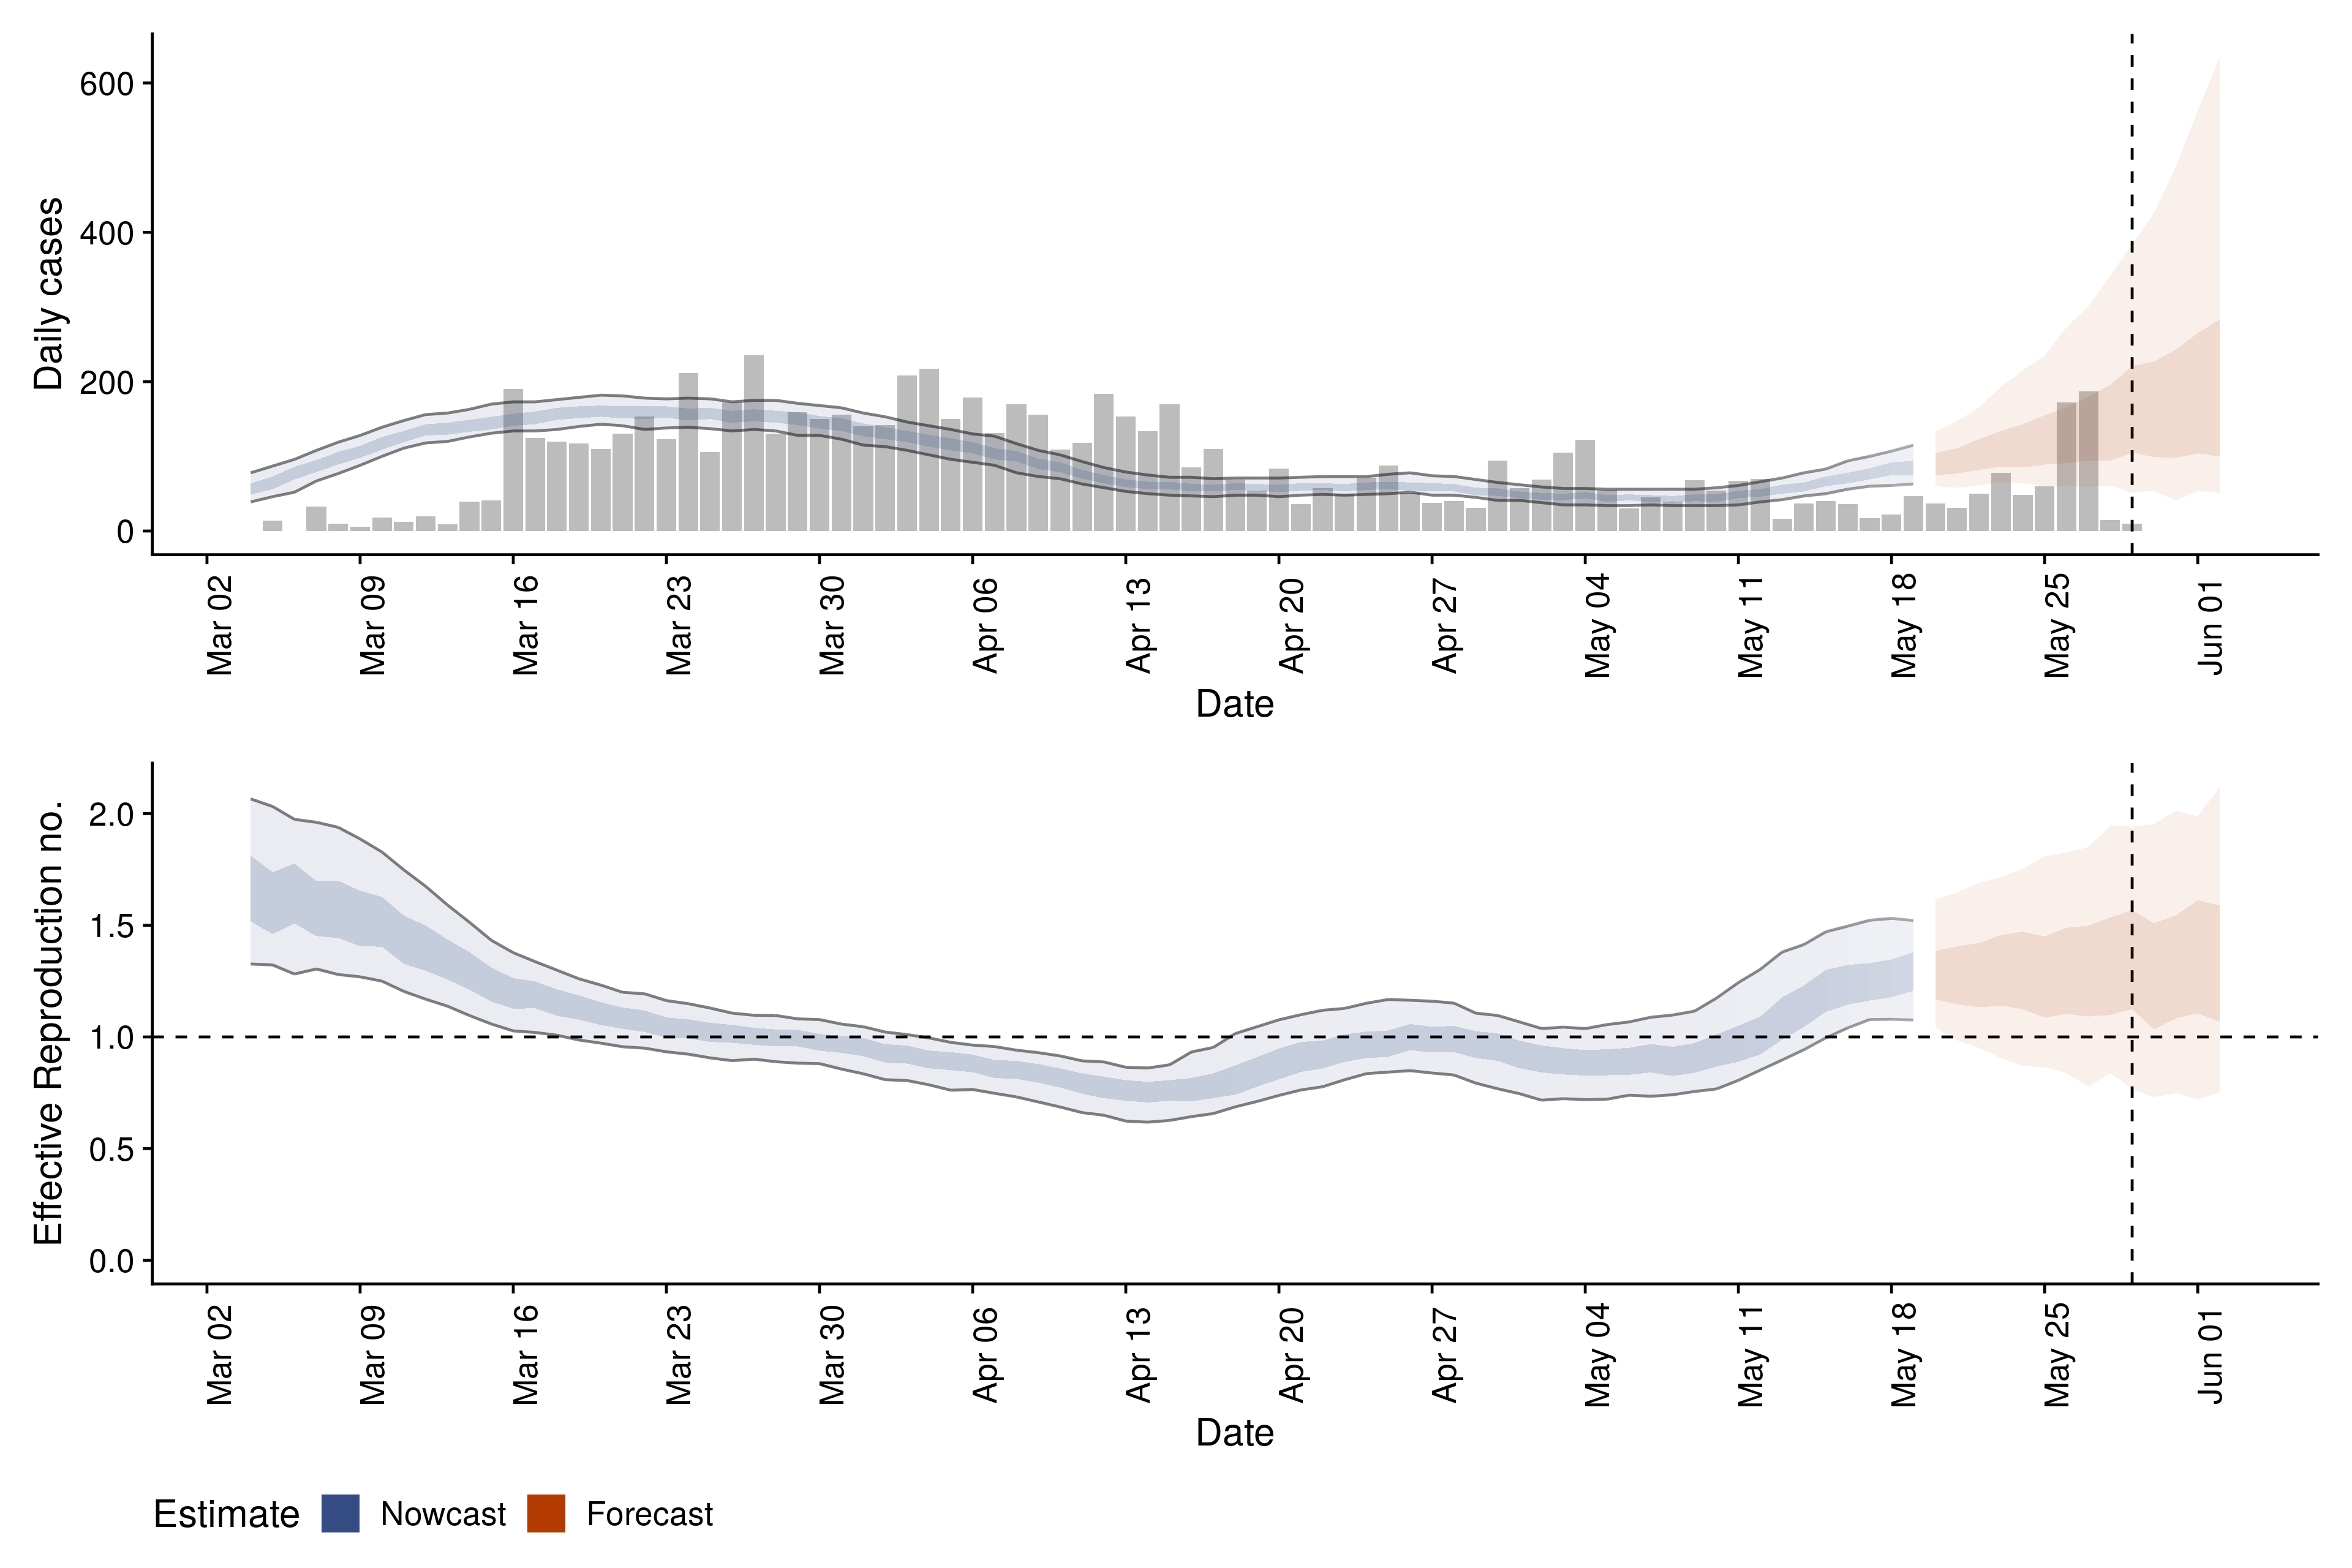 Daily cases
600
400
200
0
Mar 02
Mar 09
Mar 16
Mar 23
Mar 30
Apr 06
Apr 13
Apr 20
Apr 27
May 04
May 11
May 18
May 25
Jun 01
Date
Effective Reproduction no.
2.0
1.5
1.0
0.5
0.0
Mar 02
Mar 09
Mar 16
Mar 23
Mar 30
Apr 06
Apr 13
Apr 20
Apr 27
May 04
May 11
May 18
May 25
Jun 01
Date
Estimate Nowcast Forecast